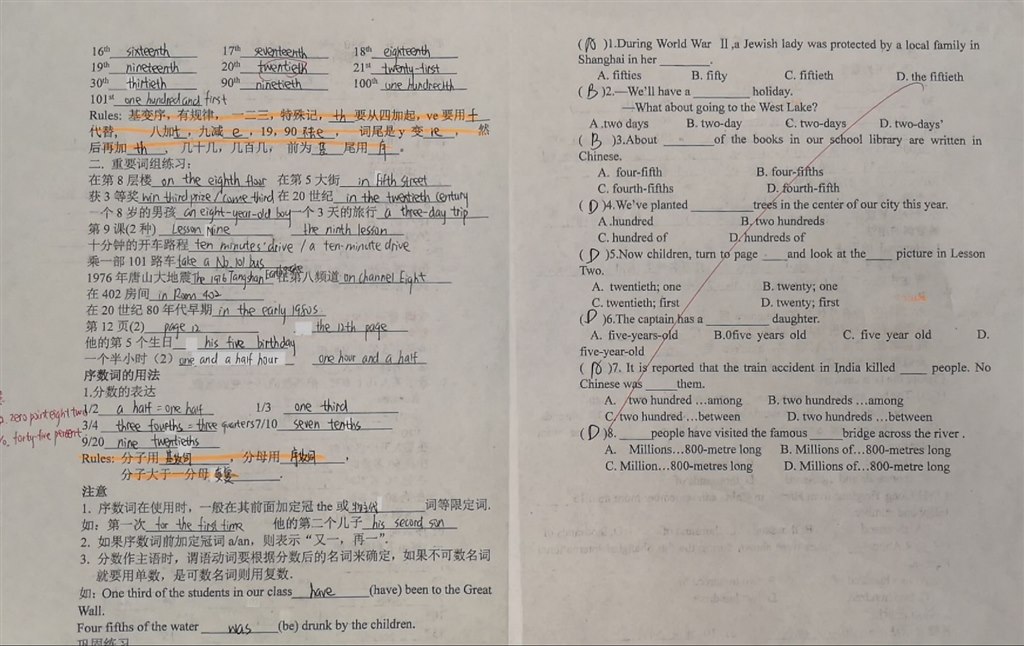 16th sixteenth 17th seventeenth 18th eighteenth
19th nineteenth 20th twentieth 21st twenty-first
30th thirtieth 90th ninetieth 100th one hundredth
101st one hundred and first
Rules: 基变序，有规律，一二三，特殊记，th 要从四加起，ve 要用 f
代替，八加t，九减 e，19，90 e，词尾是 y 变 ie，然
后再加 th，几十几，几百几，前为 基 尾用 序。
二. 重要词组练习：
在第 8 层楼 on the eighth floor 在第 5 大街 in fifth street
获 3 等奖 win third prize/come third 在 20 世纪 in the twentieth century
一个 8 岁的男孩 an eight-year-old boy 一个 3 天的旅行 a three-day trip
第 9 课(2 种) Lesson Nine the ninth lesson
十分钟的开车路程 ten minutes' drive / a ten-minute drive
乘一部 101 路车 take a No.101 bus
1976 年唐山大地震 The 1976 Tangshan Earthquake 在第八频道 on channel Eight
在 402 房间 in Room 402
在 20 世纪 80 年代早期 in the early 1980s
第 12 页(2) page 12 the 12th page
他的第 5 个生日 his five birthday
一个半小时（2）one and a half hour one hour and a half
序数词的用法
1.分数的表达
1/2 a half = one half 1/3 one third
zero point eight two
3/4 three fourths = three quarters 7/10 seven tenths
forty-five percent
9/20 nine twentieths
Rules: 分子用 基数词，分母用 序数词，
分子大于一分母 变.
注意
1. 序数词在使用时，一般在其前面加定冠 the 或 物主代 词等限定词.
如：第一次 for the first time 他的第二个儿子 his second son
2. 如果序数词前加定冠词 a/an，则表示“又一，再一”.
3. 分数作主语时，谓语动词要根据分数后的名词来确定，如果不可数名词
就要用单数，是可数名词则用复数.
如: One third of the students in our class have (have) been to the Great
Wall.
Four fifths of the water was (be) drunk by the children.
巩固练习
( )1.During World War Ⅱ,a Jewish lady was protected by a local family in
Shanghai in her ______.
A. fifties B. fifty C. fiftieth D. the fiftieth
( B )2.—We'll have a ______ holiday.
—What about going to the West Lake?
A .two days B. two-day C. two-days D. two-days'
( B )3.About ______of the books in our school library are written in
Chinese.
A. four-fifth B. four-fifths
C. fourth-fifths D. fourth-fifth
( D )4.We've planted ______trees in the center of our city this year.
A.hundred B. two hundreds
C. hundred of D. hundreds of
( D )5.Now children, turn to page ___and look at the___ picture in Lesson
Two.
A. twentieth; one B. twenty; one
C. twentieth; first D. twenty; first
( D )6.The captain has a ______ daughter.
A. five-years-old B.0five years old C. five year old D.
five-year-old
( )7. It is reported that the train accident in India killed ___ people. No
Chinese was ___them.
A. two hundred …among B. two hundreds …among
C. two hundred …between D. two hundreds …between
( D )8. ___people have visited the famous ___bridge across the river .
A. Millions…800-metres long B. Millions of…800-metres long
C. Million…800-metres long D. Millions of…800-metre long